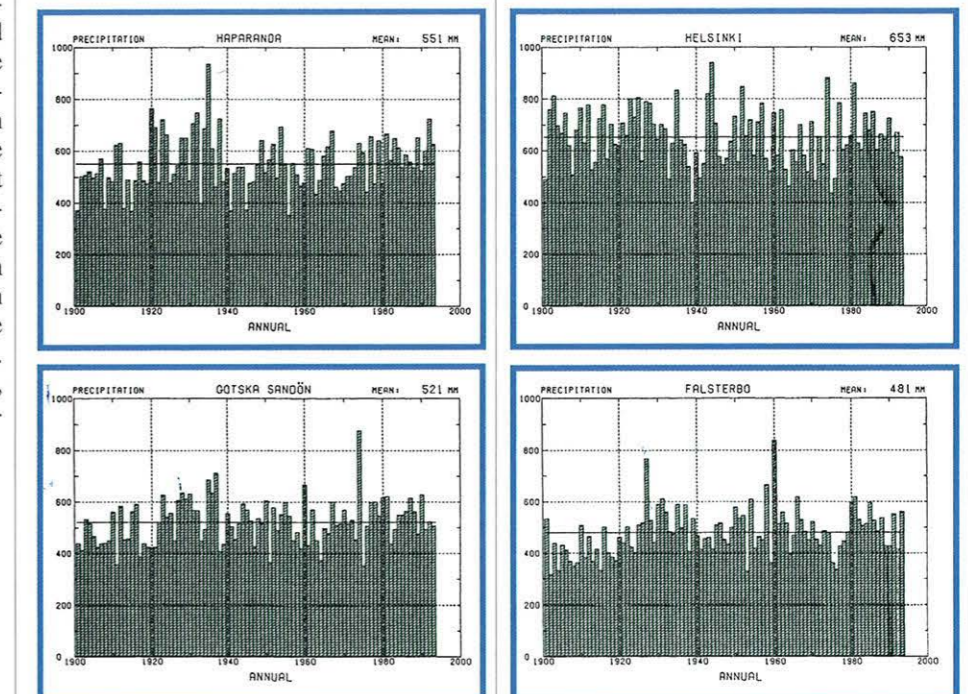 PRECIPITATION HAPARANDA MEAN: 551 MM
1000
800
600
400
200
0
1900 1920 1940 1960 1980 2000
ANNUAL
PRECIPITATION HELSINKI MEAN: 653 MM
1000
800
600
400
200
0
1900 1920 1940 1960 1980 2000
ANNUAL
PRECIPITATION GOTSKA SANDÖN MEAN: 521 MM
1000
800
600
400
200
0
1900 1920 1940 1960 1980 2000
ANNUAL
PRECIPITATION FALSTERBO MEAN: 481 MM
1000
800
600
400
200
0
1900 1920 1940 1960 1980 2000
ANNUAL